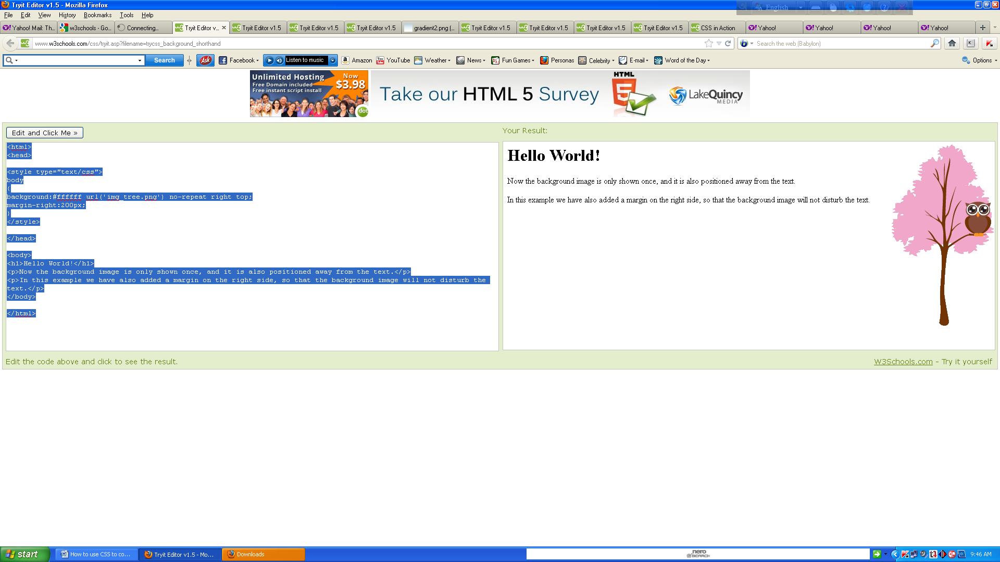 Tryit Editor v1.5 - Mozilla Firefox
English
File Edit View History Bookmarks Tools Help
Yahoo! Mail: Th... w3schools - Go... Connecting... Tryit Editor v... Tryit Editor v1.5 Tryit Editor v1.5 Tryit Editor v1.5 gradient2.png (... Tryit Editor v1.5 Tryit Editor v1.5 Tryit Editor v1.5 Tryit Editor v1.5 CSS in Action Yahoo! Yahoo! Yahoo! Yahoo!
www.w3schools.com/css/tryit.asp?filename=trycss_background_shorthand
Search the web (Babylon)
Search Ask Facebook Listen to music Amazon YouTube Weather News Fun Games Personas Celebrity E-mail Word of the Day Options
Unlimited Hosting
Free Domain included
Free instant script install
Now
$3.98
dot
Take our HTML 5 Survey
HTML
5
LakeQuincy
MEDIA
Edit and Click Me »
<html>
<head>
<style type="text/css">
body
{
background:#ffffff url('img_tree.png') no-repeat right top;
margin-right:200px;
}
</style>
</head>
<body>
<h1>Hello World!</h1>
<p>Now the background image is only shown once, and it is also positioned away from the text.</p>
<p>In this example we have also added a margin on the right side, so that the background image will not disturb the
text.</p>
</body>
</html>
Your Result:
Hello World!
Now the background image is only shown once, and it is also positioned away from the text.
In this example we have also added a margin on the right side, so that the background image will not disturb the text.
Edit the code above and click to see the result.
W3Schools.com - Try it yourself
start
How to use CSS to co...
Tryit Editor v1.5 - Mo...
Downloads
nero
SEARCH
9:46 AM